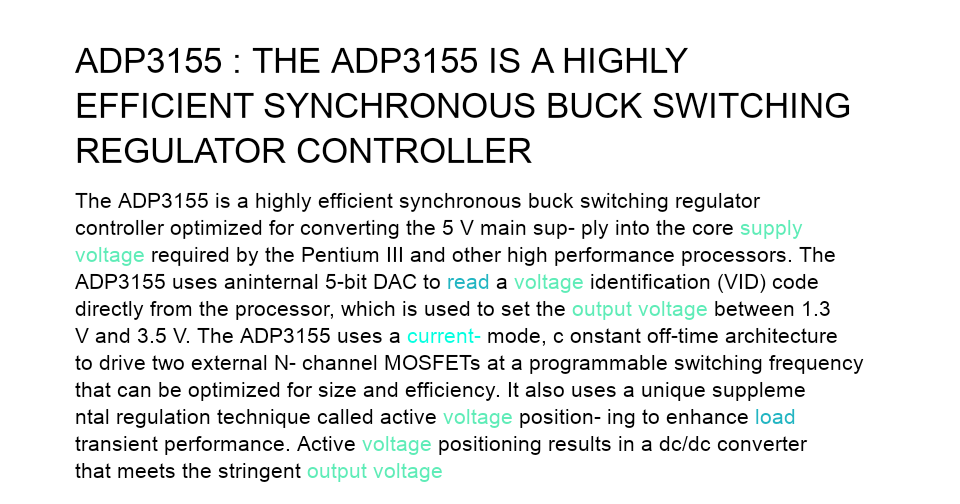 ADP3155 : THE ADP3155 IS A HIGHLY
EFFICIENT SYNCHRONOUS BUCK SWITCHING
REGULATOR CONTROLLER
The ADP3155 is a highly efficient synchronous buck switching regulator
controller optimized for converting the 5 V main sup- ply into the core supply
voltage required by the Pentium III and other high performance processors. The
ADP3155 uses aninternal 5-bit DAC to read a voltage identification (VID) code
directly from the processor, which is used to set the output voltage between 1.3
V and 3.5 V. The ADP3155 uses a current- mode, c onstant off-time architecture
to drive two external N- channel MOSFETs at a programmable switching frequency
that can be optimized for size and efficiency. It also uses a unique suppleme
ntal regulation technique called active voltage position- ing to enhance load
transient performance. Active voltage positioning results in a dc/dc converter
that meets the stringent output voltage